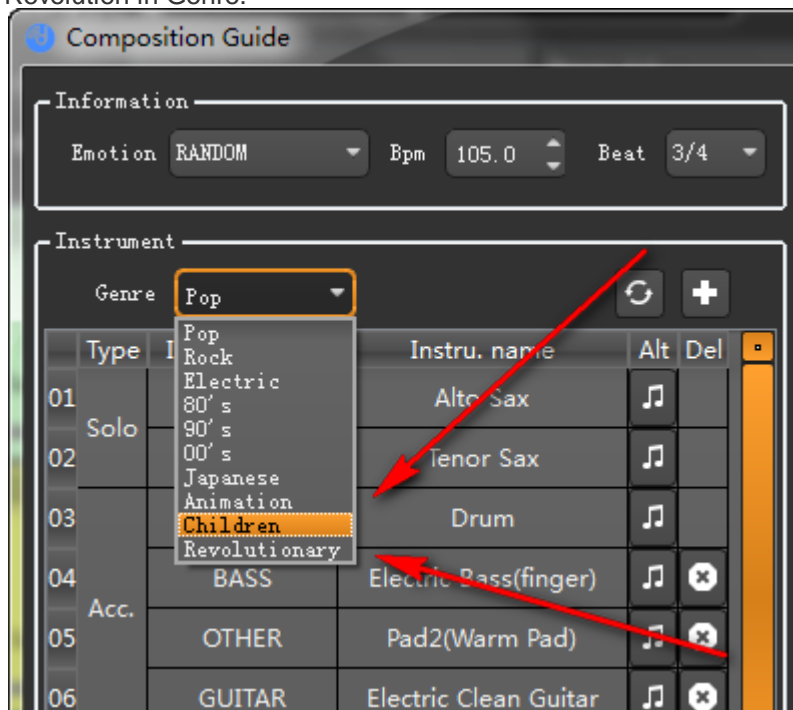 Revolution in Genre.
Composition Guide
Information
Emotion RANDOM Bpm 105.0 Beat 3/4
Instrument
Genre Pop
Pop
Rock
Electric
80's
90's
00's
Japanese
Animation
Children
Revolutionary
Type I Instru. name Alt Del
01 Solo Alto Sax
02 Tenor Sax
03 Drum
04 Acc. BASS Electric Bass(finger)
05 OTHER Pad2(Warm Pad)
06 GUITAR Electric Clean Guitar